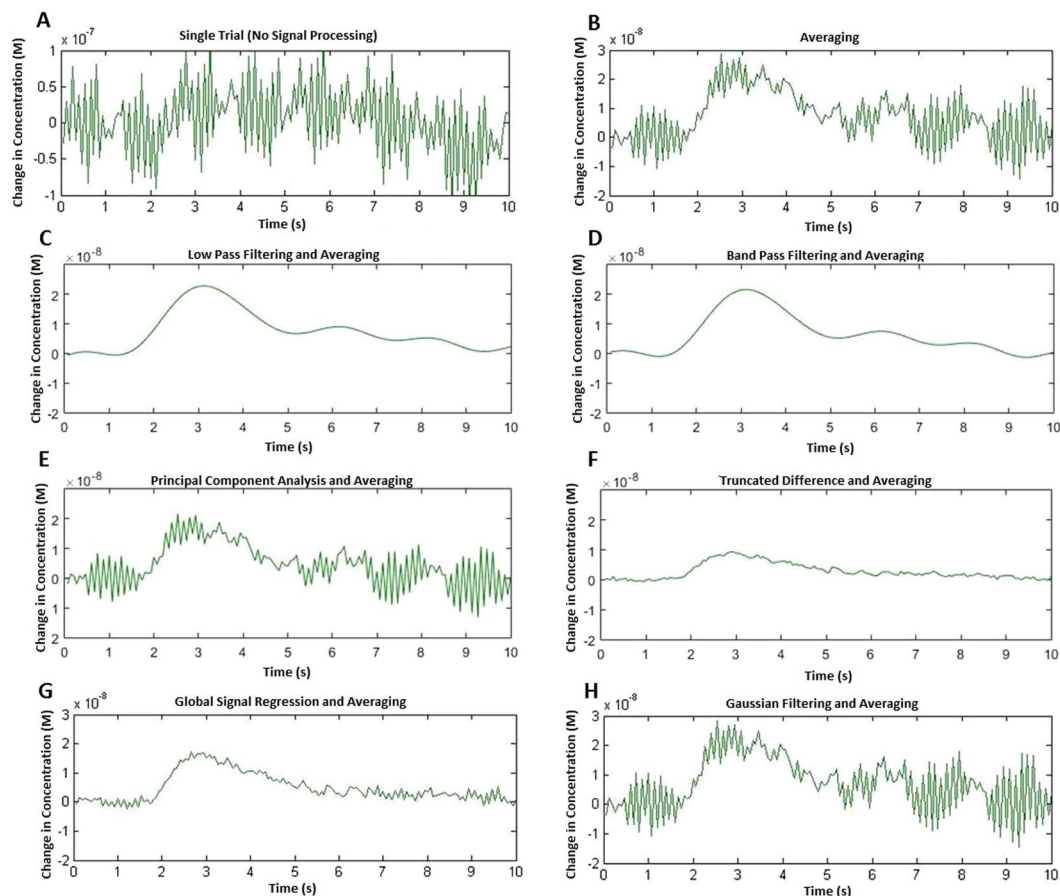 A
Single Trial (No Signal Processing)
× 10⁻⁷
Change in Concentration (M)
1
0.5
0
-0.5
-1
0 1 2 3 4 5 6 7 8 9 10
Time (s)
B
Averaging
× 10⁻⁸
Change in Concentration (M)
3
2
1
0
-1
-2
0 1 2 3 4 5 6 7 8 9 10
Time (s)
C
Low Pass Filtering and Averaging
× 10⁻⁸
Change in Concentration (M)
2
1
0
-1
-2
0 1 2 3 4 5 6 7 8 9 10
Time (s)
D
Band Pass Filtering and Averaging
× 10⁻⁸
Change in Concentration (M)
2
1
0
-1
-2
0 1 2 3 4 5 6 7 8 9 10
Time (s)
E
Principal Component Analysis and Averaging
× 10⁻⁸
Change in Concentration (M)
2
1
0
1
2
0 1 2 3 4 5 6 7 8 9 10
Time (s)
F
Truncated Difference and Averaging
× 10⁻⁸
Change in Concentration (M)
2
1
0
-1
-2
0 1 2 3 4 5 6 7 8 9 10
Time (s)
G
Global Signal Regression and Averaging
× 10⁻⁸
Change in Concentration (M)
3
2
1
0
-1
-2
0 1 2 3 4 5 6 7 8 9 10
Time (s)
H
Gaussian Filtering and Averaging
× 10⁻⁸
Change in Concentration (M)
3
2
1
0
-1
-2
0 1 2 3 4 5 6 7 8 9 10
Time (s)